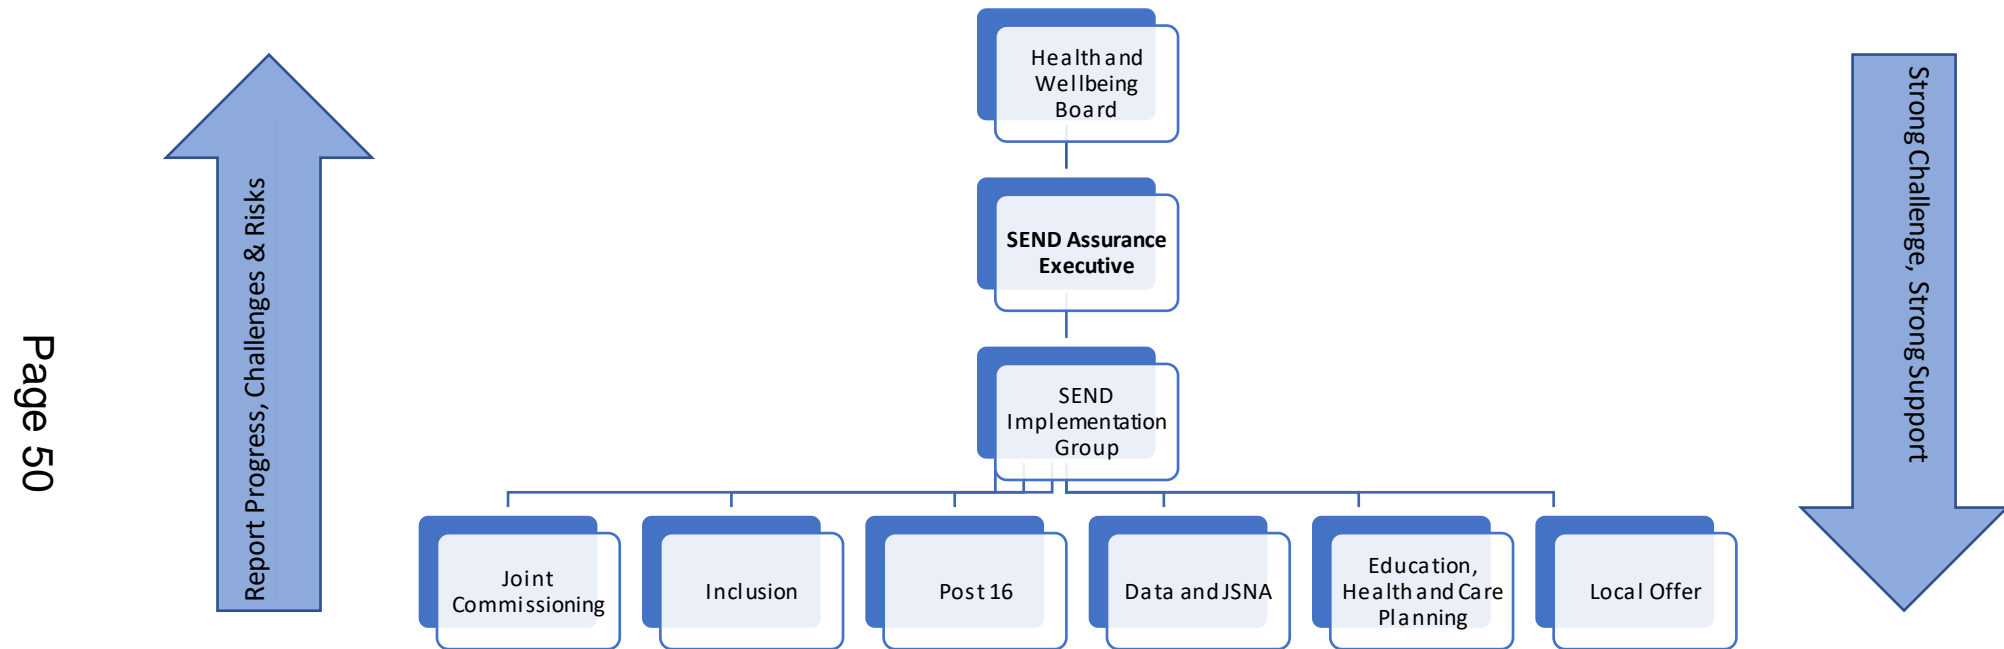 Health and
Wellbeing
Board
SEND Assurance
Executive
SEND
Implementation
Group
Joint
Commissioning
Inclusion
Post 16
Data and JSNA
Education,
Health and Care
Planning
Local Offer
Report Progress, Challenges & Risks
Strong Challenge, Strong Support
Page 50